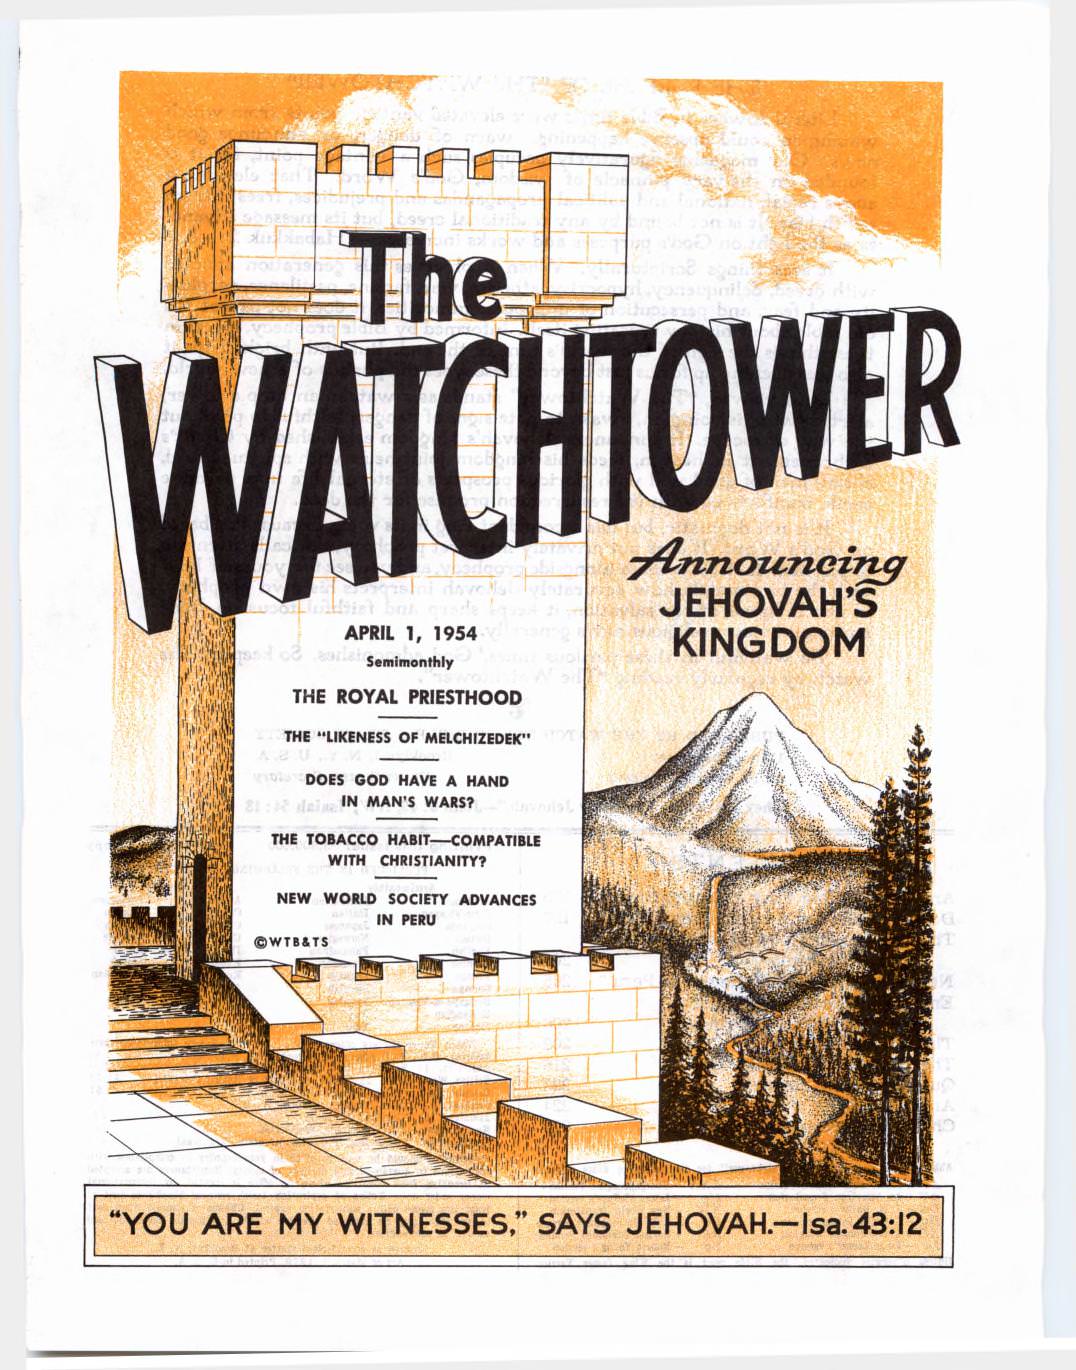 The
WATCHTOWER
Announcing
JEHOVAH'S
KINGDOM
APRIL 1, 1954
Semimonthly
THE ROYAL PRIESTHOOD
THE "LIKENESS OF MELCHIZEDEK"
DOES GOD HAVE A HAND
IN MAN'S WARS?
THE TOBACCO HABIT—COMPATIBLE
WITH CHRISTIANITY?
NEW WORLD SOCIETY ADVANCES
IN PERU
©WTB&TS
"YOU ARE MY WITNESSES," SAYS JEHOVAH.—Isa. 43:12